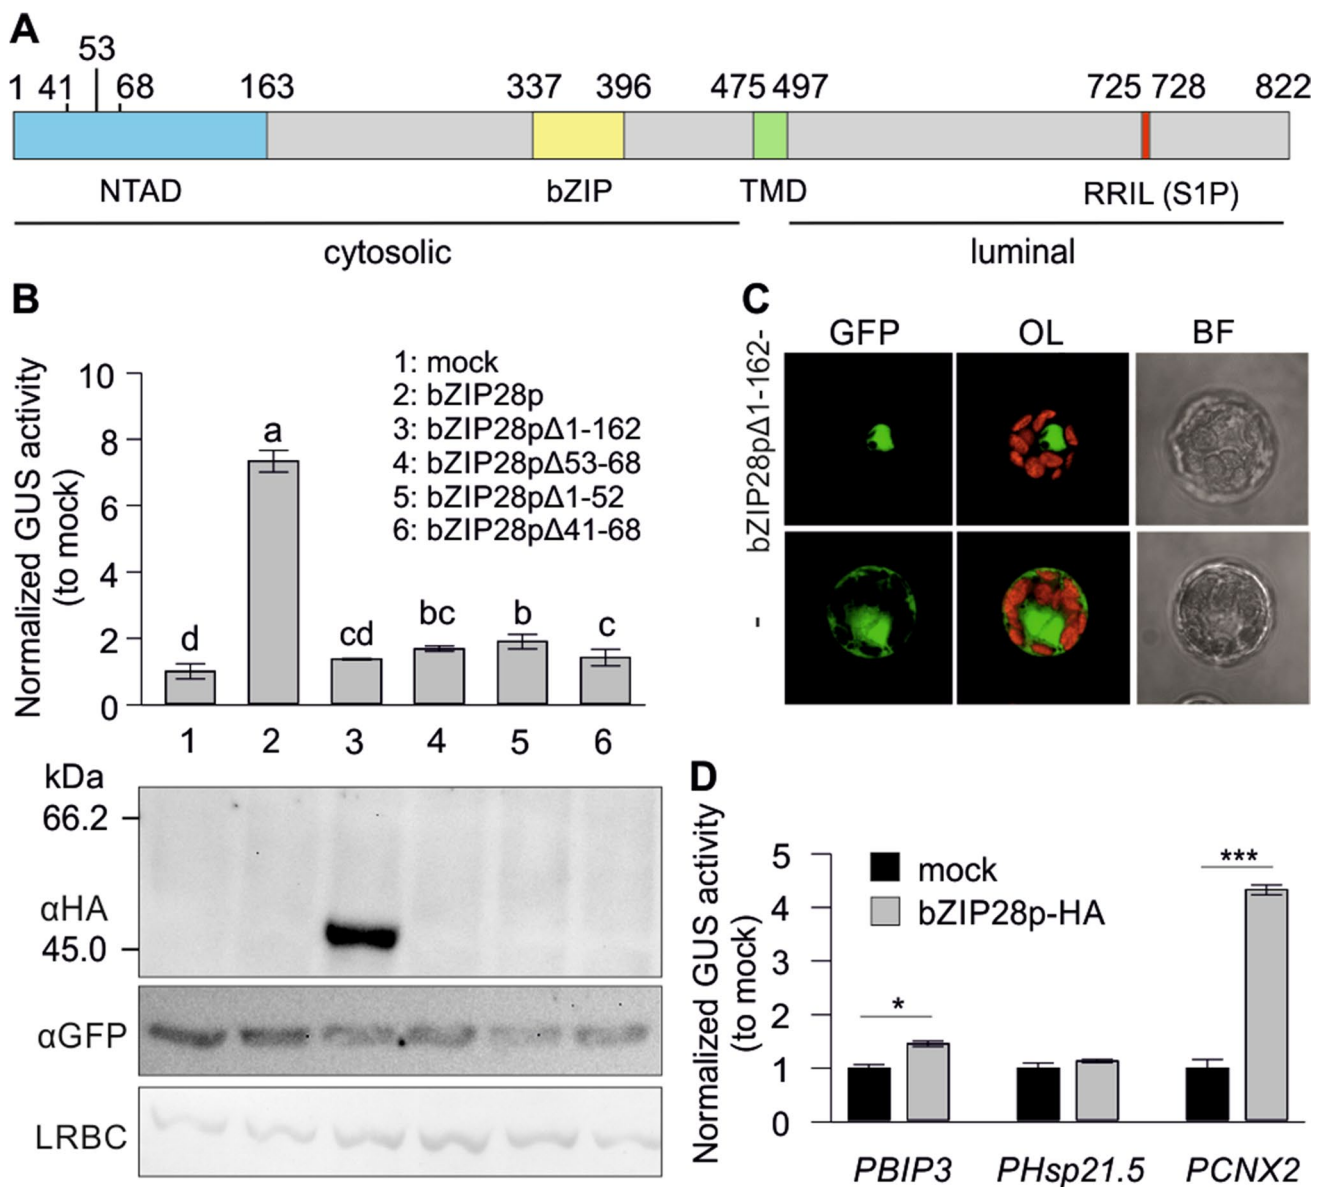 A
53
1 41 68 163 337 396 475 497 725 728 822
NTAD bZIP TMD RRIL (S1P)
cytosolic luminal
B
Normalized GUS activity
(to mock)
10
8
6
4
2
0
1: mock
2: bZIP28p
3: bZIP28pΔ1-162
4: bZIP28pΔ53-68
5: bZIP28pΔ1-52
6: bZIP28pΔ41-68
d a cd bc b c
1 2 3 4 5 6
kDa
66.2
αHA
45.0
αGFP
LRBC
C
GFP OL BF
bZIP28pΔ1-162-
-
D
Normalized GUS activity
(to mock)
5
4
3
2
1
0
mock
bZIP28p-HA
* ***
PBIP3 PHsp21.5 PCNX2